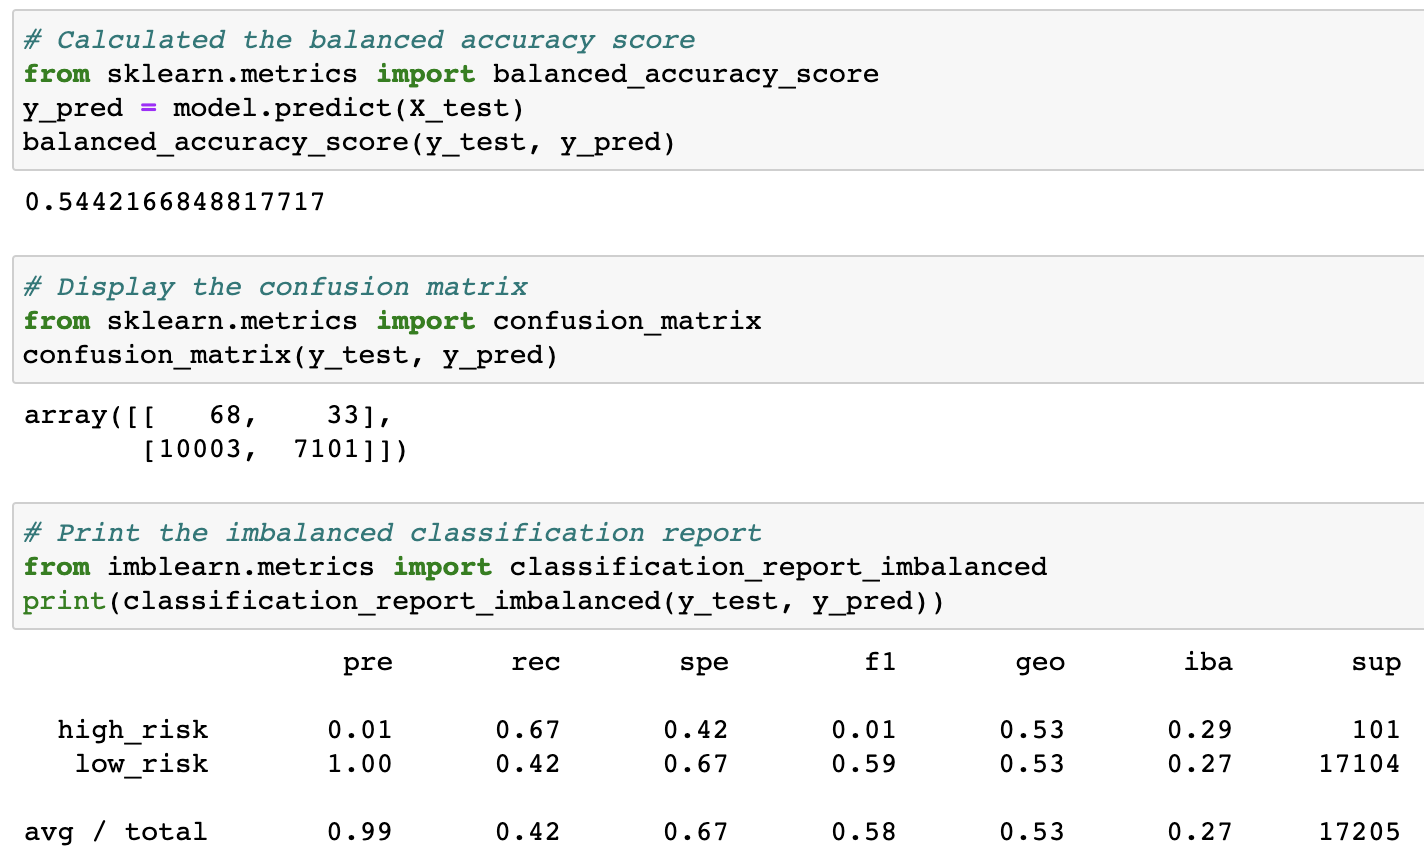 # Calculated the balanced accuracy score
from sklearn.metrics import balanced_accuracy_score
y_pred = model.predict(X_test)
balanced_accuracy_score(y_test, y_pred)
0.5442166848817717
# Display the confusion matrix
from sklearn.metrics import confusion_matrix
confusion_matrix(y_test, y_pred)
array([[   68,    33],
       [10003,  7101]])
# Print the imbalanced classification report
from imblearn.metrics import classification_report_imbalanced
print(classification_report_imbalanced(y_test, y_pred))
                   pre       rec       spe        f1       geo       iba       sup
  high_risk       0.01      0.67      0.42      0.01      0.53      0.29       101
   low_risk       1.00      0.42      0.67      0.59      0.53      0.27     17104
avg / total       0.99      0.42      0.67      0.58      0.53      0.27     17205